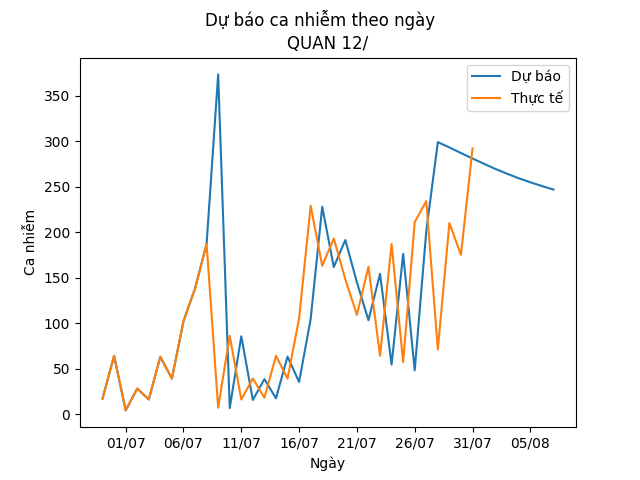 Dự báo ca nhiễm theo ngày
QUAN 12/
Dự báo
Thực tế
Ca nhiễm
350
300
250
200
150
100
50
0
01/07 06/07 11/07 16/07 21/07 26/07 31/07 05/08
Ngày